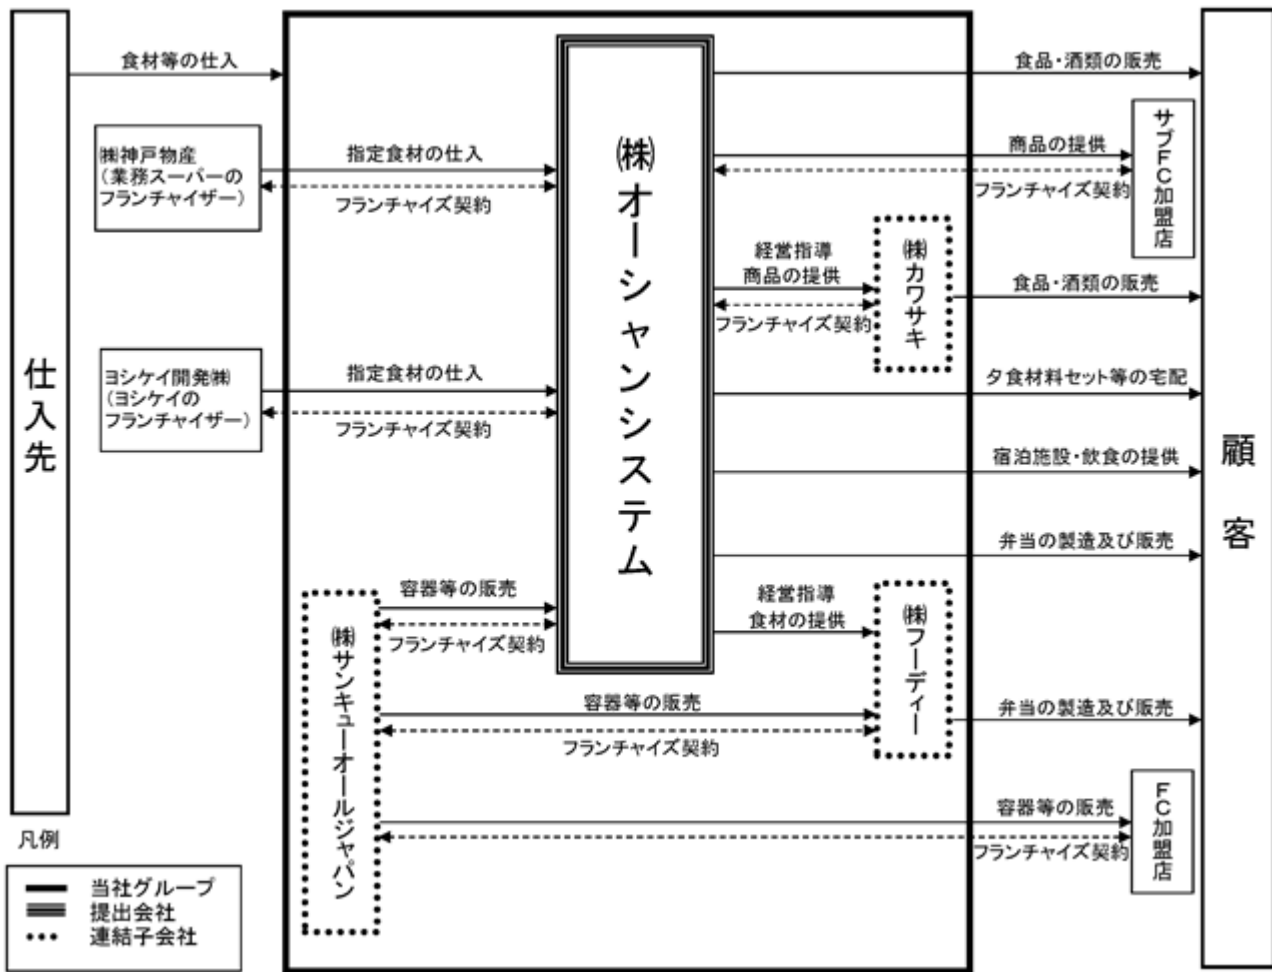 仕入先
食材等の仕入
㈱神戸物産
（業務スーパーの
フランチャイザー）
指定食材の仕入
フランチャイズ契約
ヨシケイ開発㈱
（ヨシケイの
フランチャイザー）
指定食材の仕入
フランチャイズ契約
㈱オーシャンシステム
食品・酒類の販売
商品の提供
フランチャイズ契約
サブFC加盟店
経営指導
商品の提供
フランチャイズ契約
㈱カワサキ
食品・酒類の販売
夕食材料セット等の宅配
宿泊施設・飲食の提供
弁当の製造及び販売
容器等の販売
フランチャイズ契約
㈱サンキューオールジャパン
経営指導
食材の提供
㈱フーディー
容器等の販売
フランチャイズ契約
弁当の製造及び販売
容器等の販売
フランチャイズ契約
FC加盟店
顧客
凡例
当社グループ
提出会社
連結子会社